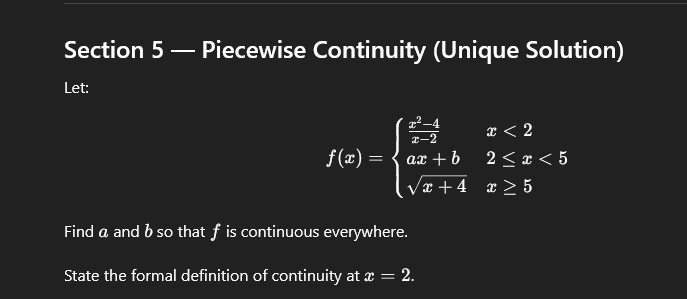 Section 5 — Piecewise Continuity (Unique Solution)
Let:
f(x) = { (x²−4)/(x−2)   x < 2
ax + b   2 ≤ x < 5
√(x + 4)   x ≥ 5
Find a and b so that f is continuous everywhere.
State the formal definition of continuity at x = 2.